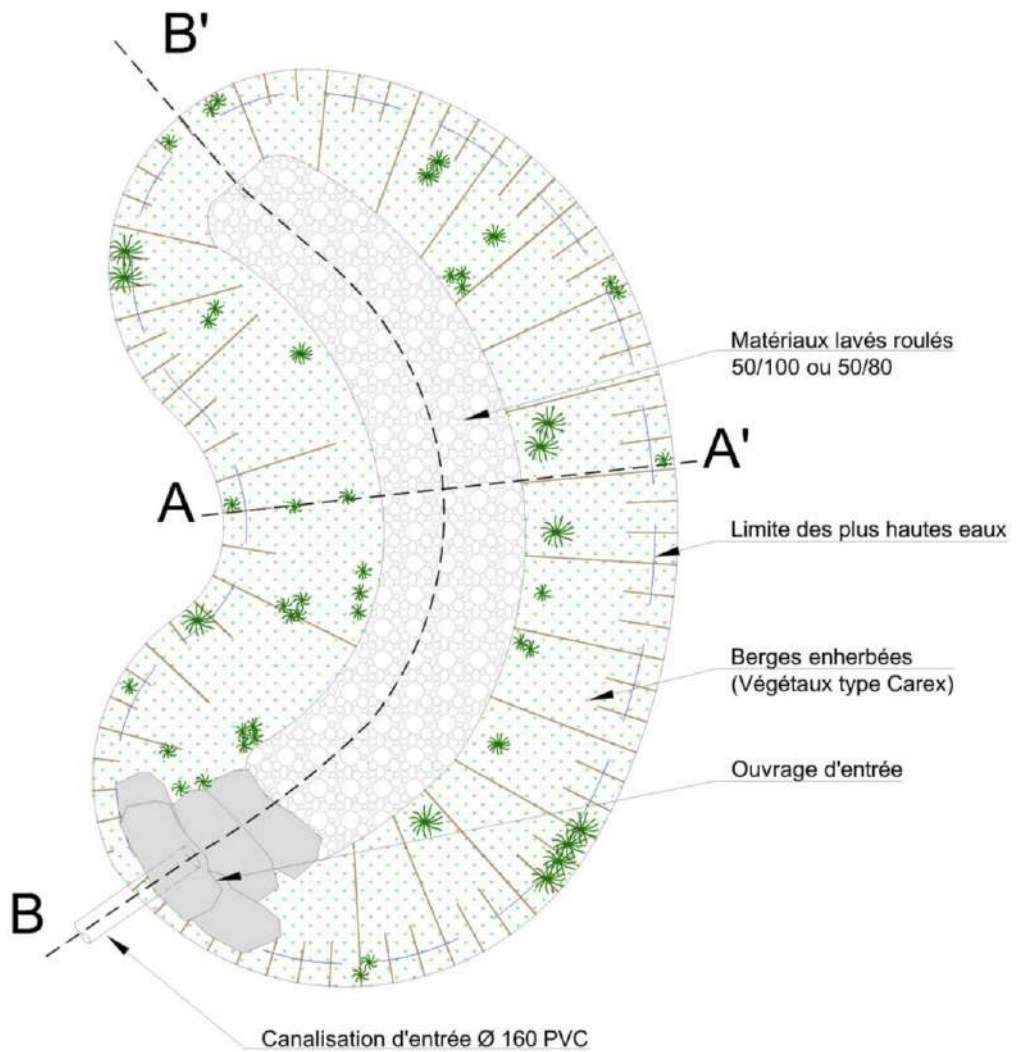 B'
Matériaux lavés roulés
50/100 ou 50/80
A'
A
Limite des plus hautes eaux
Berges enherbées
(Végétaux type Carex)
Ouvrage d'entrée
B
Canalisation d'entrée Ø 160 PVC